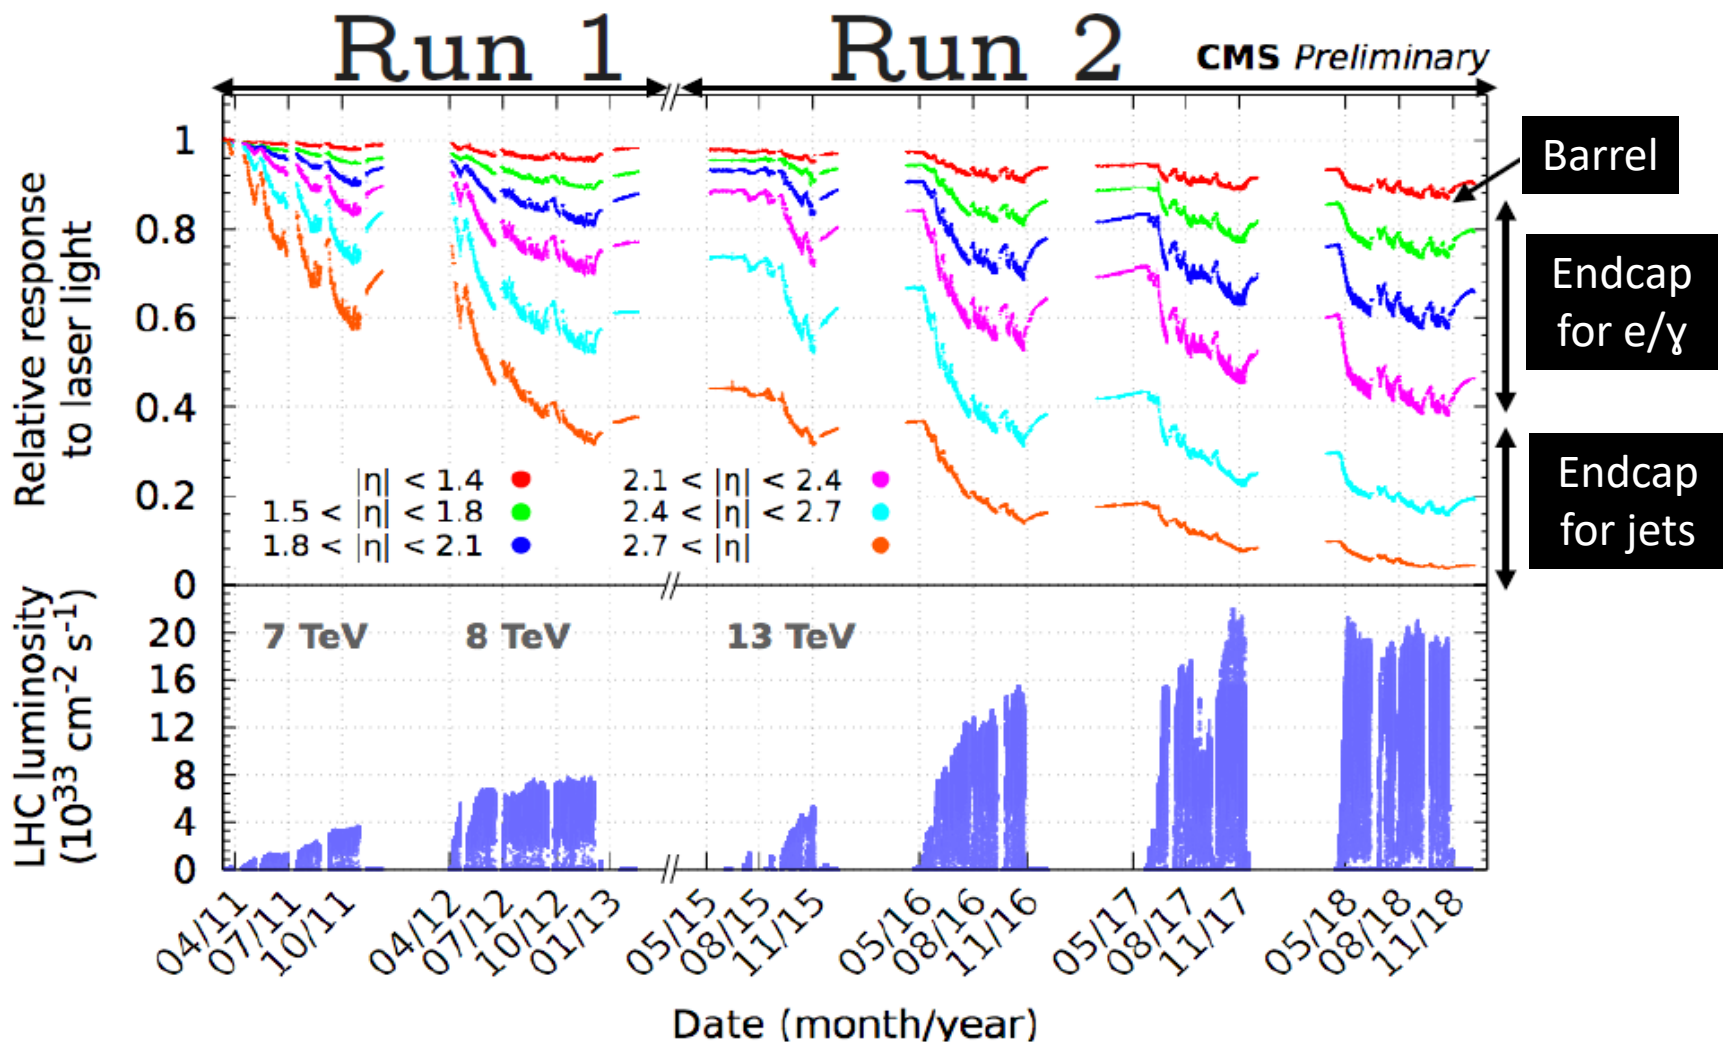 Run 1
Run 2
CMS Preliminary
Relative response
to laser light
1
0.8
0.6
0.4
0.2
0
|η| < 1.4
1.5 < |η| < 1.8
1.8 < |η| < 2.1
2.1 < |η| < 2.4
2.4 < |η| < 2.7
2.7 < |η|
Barrel
Endcap
for e/ɣ
Endcap
for jets
LHC luminosity
(10³³ cm⁻² s⁻¹)
20
16
12
8
4
0
7 TeV
8 TeV
13 TeV
04/11
07/11
10/11
04/12
07/12
10/12
01/13
05/15
08/15
11/15
05/16
08/16
11/16
05/17
08/17
11/17
05/18
08/18
11/18
Date (month/year)